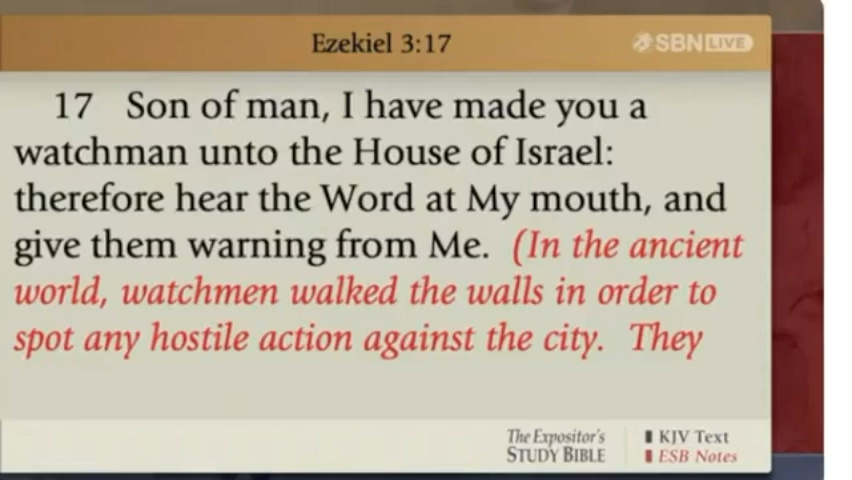 Ezekiel 3:17
SBN LIVE
17 Son of man, I have made you a
watchman unto the House of Israel:
therefore hear the Word at My mouth, and
give them warning from Me. (In the ancient
world, watchmen walked the walls in order to
spot any hostile action against the city. They
The Expositor's
STUDY BIBLE
KJV Text
ESB Notes